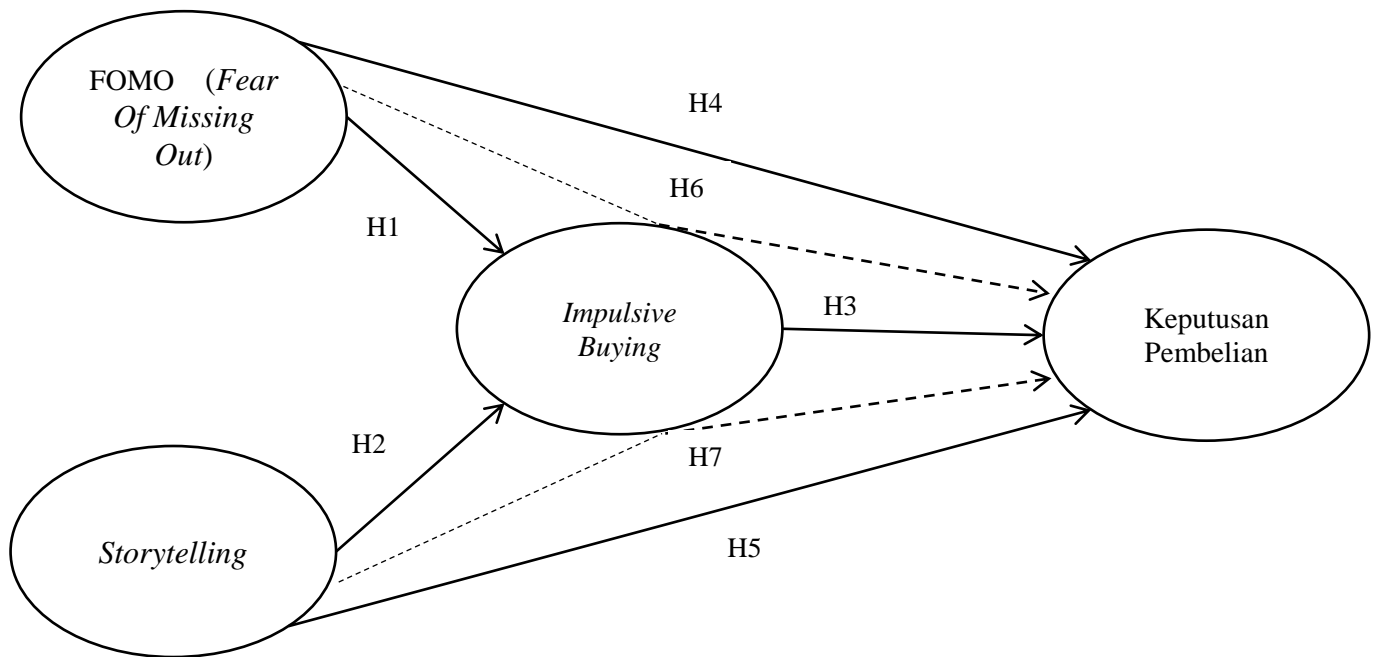 FOMO (Fear
Of Missing
Out)
H4
H6
H1
Impulsive
Buying
H3
Keputusan
Pembelian
H2
H7
Storytelling
H5